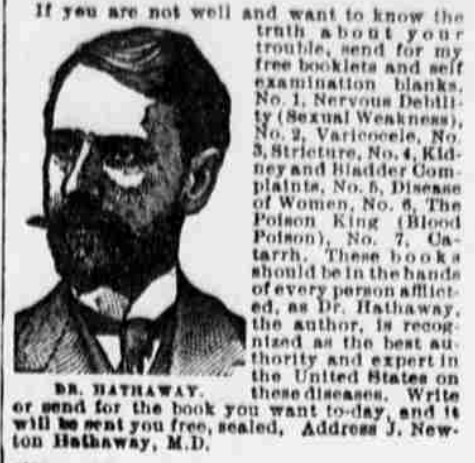 If you are not well and want to know the
truth about your
trouble, send for my
free booklets and self
examination blanks.
No. 1, Nervous Debili-
ty (Sexual Weakness),
No. 2, Varicocele, No.
3, Stricture, No. 4, Kid-
ney and Bladder Com-
plaints, No. 5, Disease
of Women, No. 6, The
Poison King (Blood
Poison), No. 7, Ca-
tarrh. These books
should be in the hands
of every person afflict-
ed, as Dr. Hathaway,
the author, is recog-
nized as the best au-
thority and expert in
the United States on
these diseases. Write
DR. HATHAWAY.
or send for the book you want to-day, and it
will be sent you free, sealed, Address J. New-
ton Hathaway, M.D.